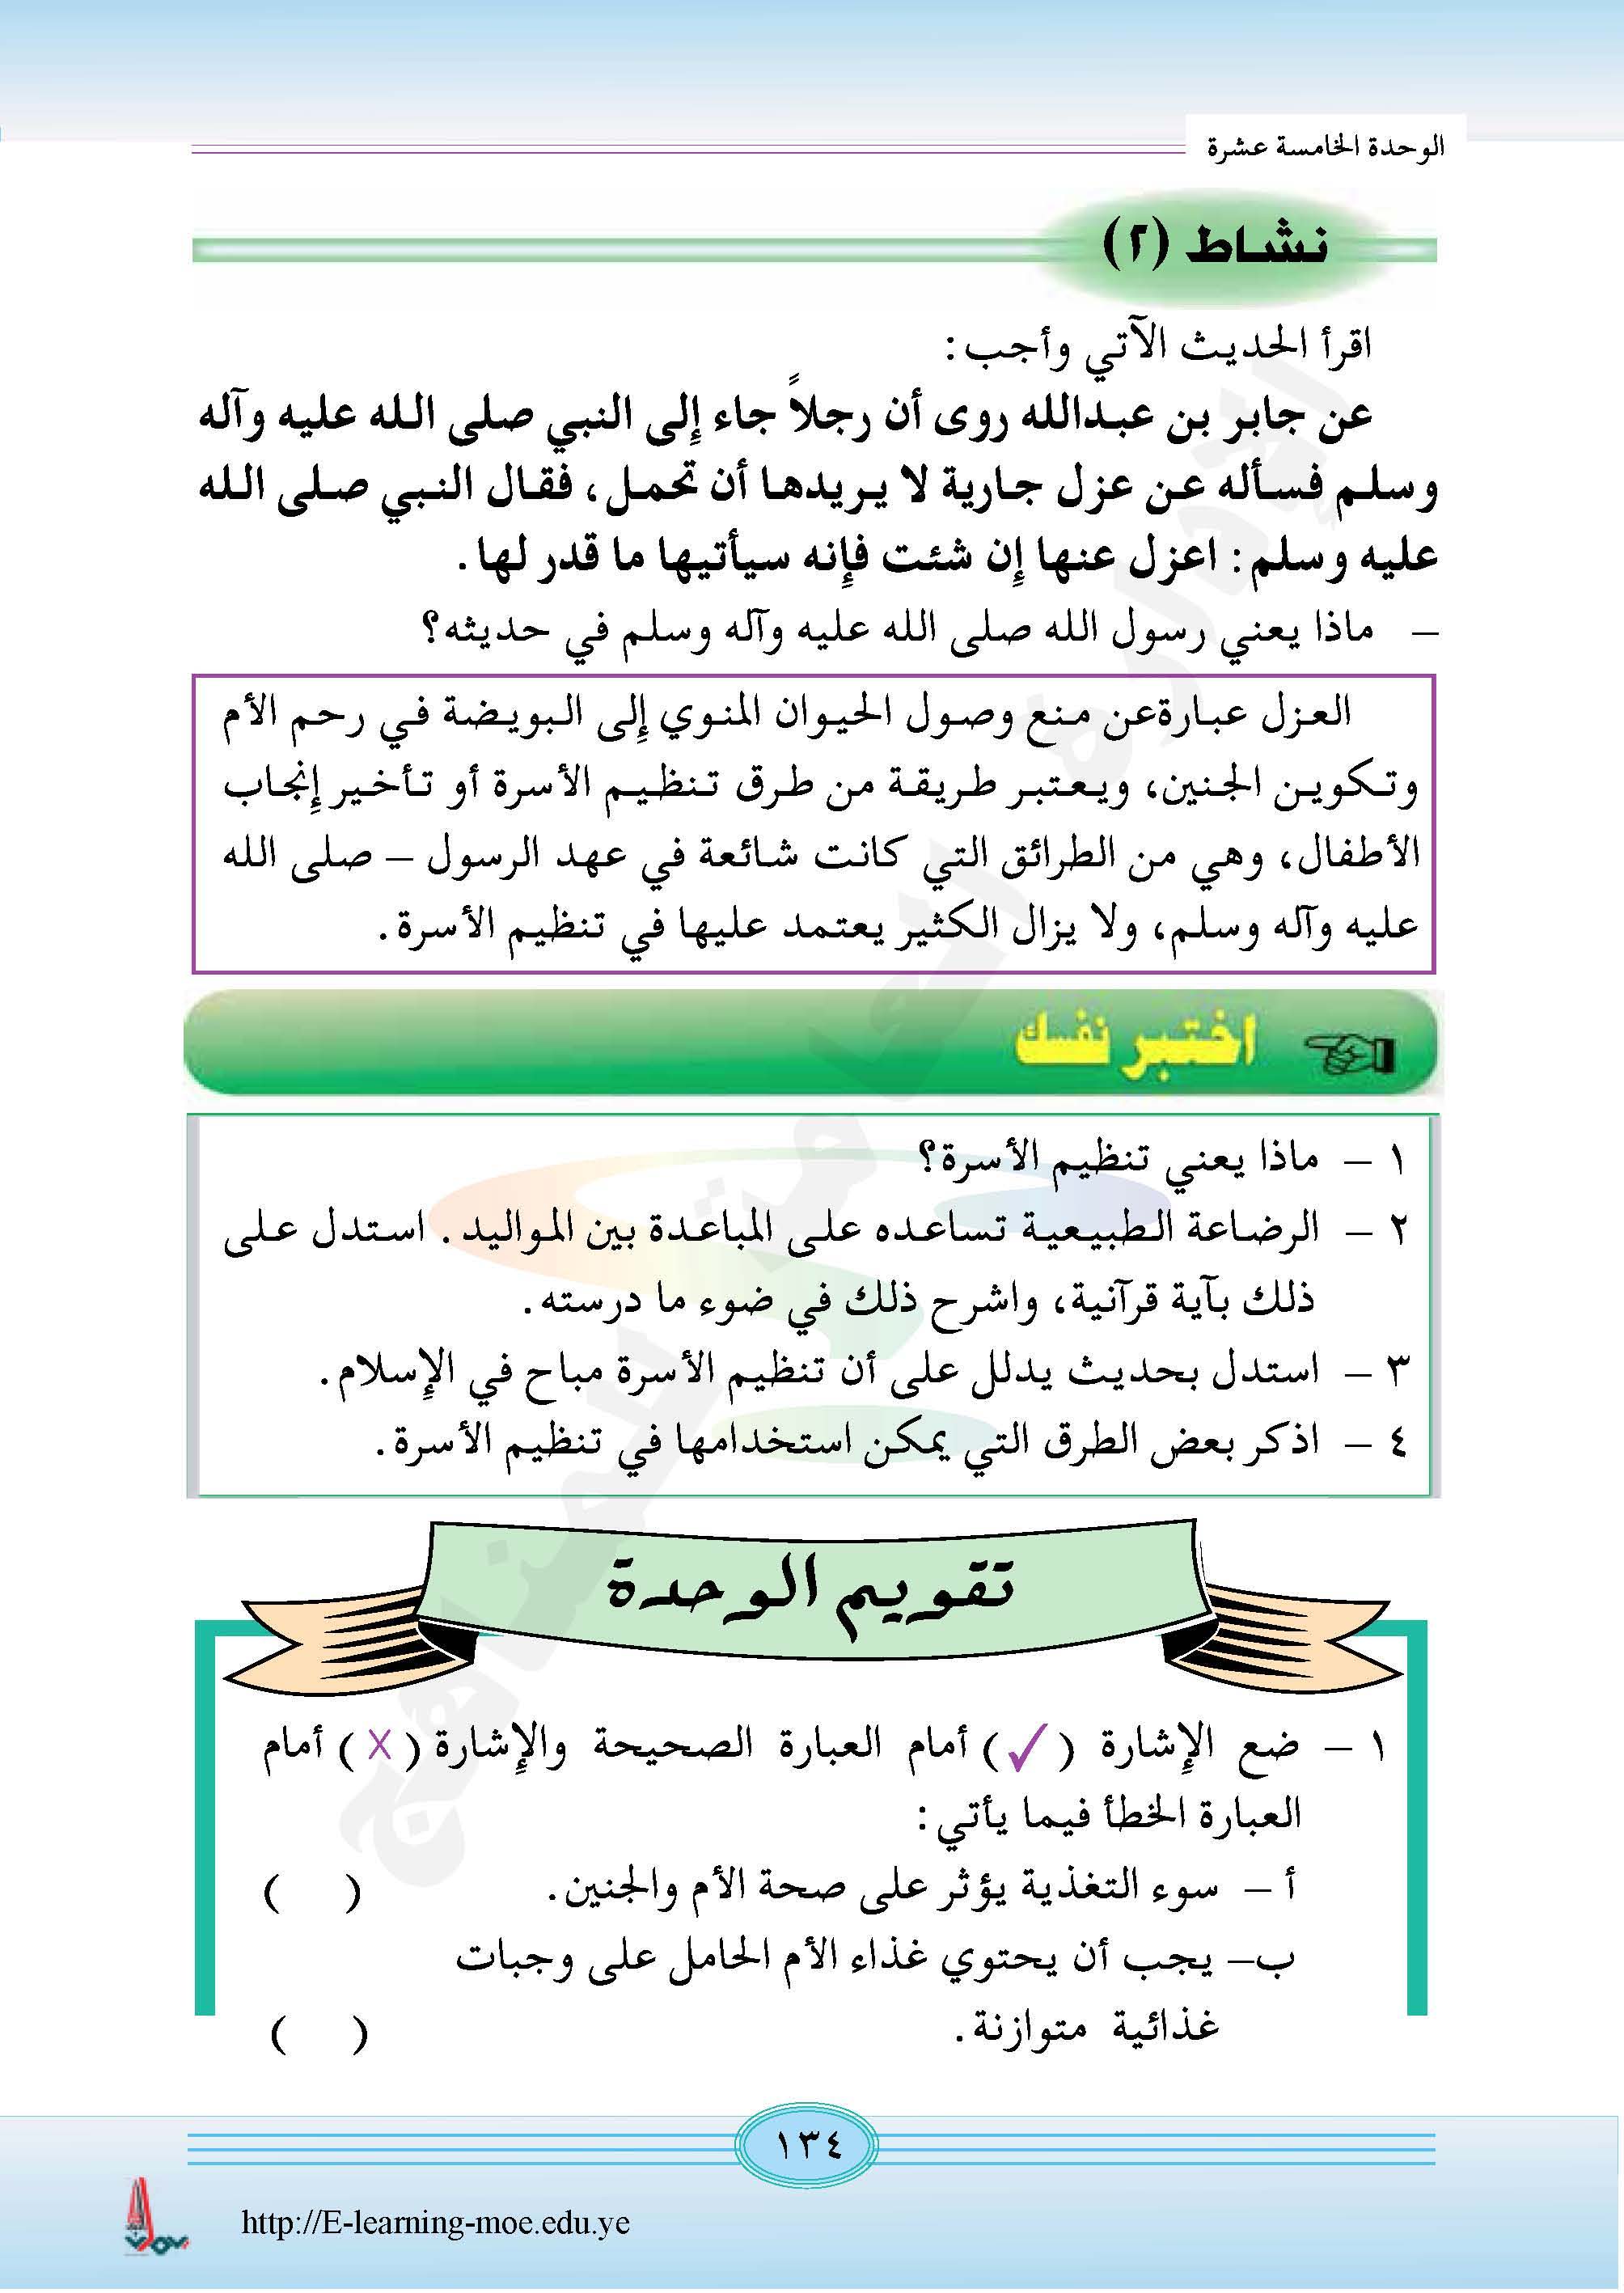 الوحدة الخامسة عشرة
نشاط (٢)
اقرأ الحديث الآتي وأجب:
عن جابر بن عبدالله روى أن رجلاً جاء إلى النبي صلى الله عليه وآله
وسلم فسأله عن عزل جارية لا يريدها أن تحمل، فقال النبي صلى الله
عليه وسلم: اعزل عنها إن شئت فإنه سيأتيها ما قدر لها.
– ماذا يعني رسول الله صلى الله عليه وآله وسلم في حديثه؟
العزل عبارةعن منع وصول الحيوان المنوي إلى البويضة في رحم الأم
وتكوين الجنين، ويعتبر طريقة من طرق تنظيم الأسرة أو تأخير إنجاب
الأطفال، وهي من الطرائق التي كانت شائعة في عهد الرسول – صلى الله
عليه وآله وسلم، ولا يزال الكثير يعتمد عليها في تنظيم الأسرة.
اختبر نفسك
١ – ماذا يعني تنظيم الأسرة؟
٢ – الرضاعة الطبيعية تساعده على المباعدة بين المواليد. استدل على
ذلك بآية قرآنية، واشرح ذلك في ضوء ما درسته.
٣ – استدل بحديث يدلل على أن تنظيم الأسرة مباح في الإسلام.
٤ – اذكر بعض الطرق التي يمكن استخدامها في تنظيم الأسرة.
تقويم الوحدة
١ – ضع الإشارة (✓) أمام العبارة الصحيحة والإشارة (X) أمام
العبارة الخطأ فيما يأتي:
أ – سوء التغذية يؤثر على صحة الأم والجنين. ( )
ب– يجب أن يحتوي غذاء الأم الحامل على وجبات
غذائية متوازنة. ( )
١٣٤
http://E-learning-moe.edu.ye
الإدارة العامة للمناهج